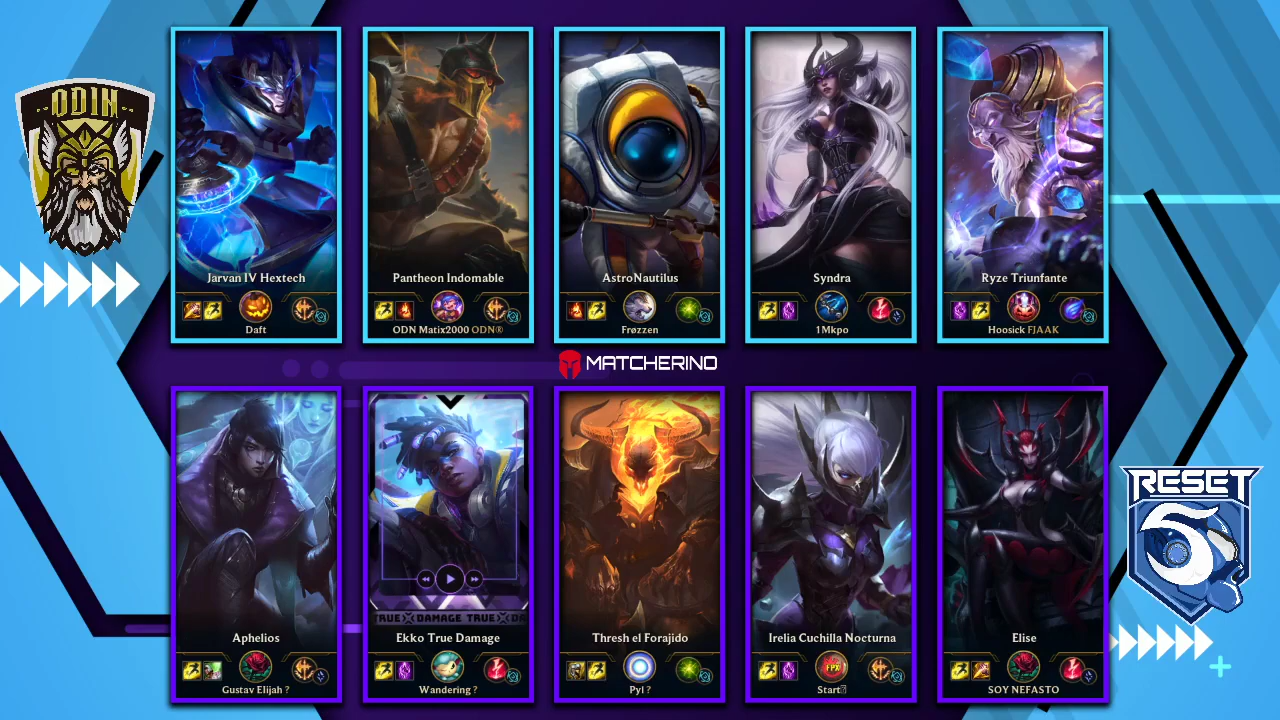 ODIN
Jarvan IV Hextech
Daft
Pantheon Indomable
ODN Matix2000 ODN®
AstroNautilus
Frøzzen
Syndra
1Mkpo
Ryze Triunfante
Hoosick FJAAK
MATCHERINO
RESET
Aphelios
Gustav Elijah ?
TRUE DAMAGE TRUE DA
Ekko True Damage
Wandering ?
Thresh el Forajido
Pyl ?
Irelia Cuchilla Nocturna
FPX
Start
Elise
SOY NEFASTO